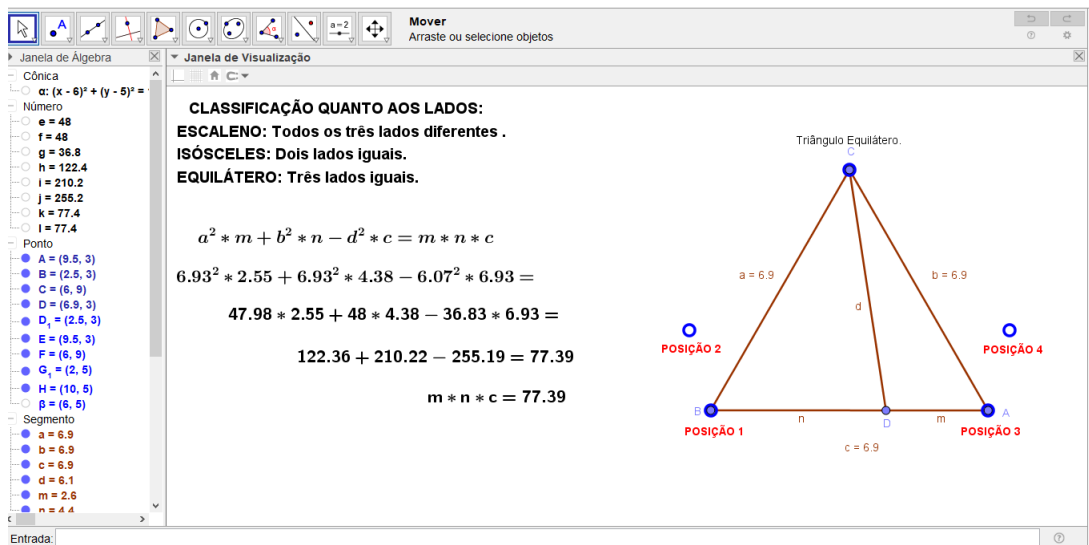 Mover
Arraste ou selecione objetos
Janela de Álgebra
Cônica
α: (x - 6)² + (y - 5)² =
Número
e = 48
f = 48
g = 36.8
h = 122.4
i = 210.2
j = 255.2
k = 77.4
l = 77.4
Ponto
A = (9.5, 3)
B = (2.5, 3)
C = (6, 9)
D = (6.9, 3)
D₁ = (2.5, 3)
E = (9.5, 3)
F = (6, 9)
G₁ = (2, 5)
H = (10, 5)
β = (6, 5)
Segmento
a = 6.9
b = 6.9
c = 6.9
d = 6.1
m = 2.6
n = 4.4
Janela de Visualização
CLASSIFICAÇÃO QUANTO AOS LADOS:
ESCALENO: Todos os três lados diferentes .
ISÓSCELES: Dois lados iguais.
EQUILÁTERO: Três lados iguais.
a² * m + b² * n − d² * c = m * n * c
6.93² * 2.55 + 6.93² * 4.38 − 6.07² * 6.93 =
47.98 * 2.55 + 48 * 4.38 − 36.83 * 6.93 =
122.36 + 210.22 − 255.19 = 77.39
m * n * c = 77.39
Triângulo Equilátero.
C
a = 6.9
b = 6.9
d
POSIÇÃO 2
POSIÇÃO 4
B
n
D
m
A
POSIÇÃO 1
POSIÇÃO 3
c = 6.9
Entrada: